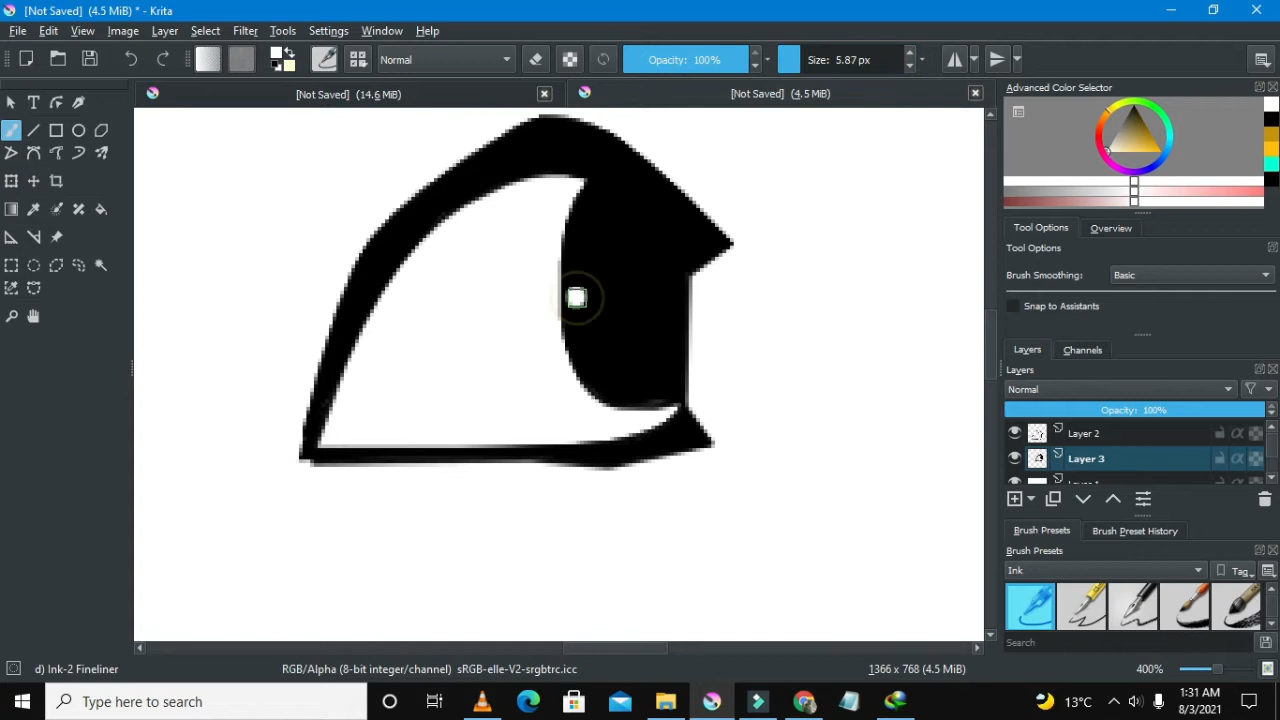 [Not Saved] (4.5 MiB) * - Krita
File Edit View Image Layer Select Filter Tools Settings Window Help
Normal Opacity: 100% Size: 5.87 px
[Not Saved] (14.6 MiB) [Not Saved] (4.5 MiB)
Advanced Color Selector
Tool Options Overview
Tool Options
Brush Smoothing: Basic
Snap to Assistants
Layers Channels
Layers
Normal
Opacity: 100%
Layer 2
Layer 3
Layer 1
Brush Presets Brush Preset History
Brush Presets
Ink Tag
Search
d) Ink-2 Fineliner RGB/Alpha (8-bit integer/channel) sRGB-elle-V2-srgbtrc.icc 1366 x 768 (4.5 MiB) 400%
Type here to search 13°C 1:31 AM
8/3/2021